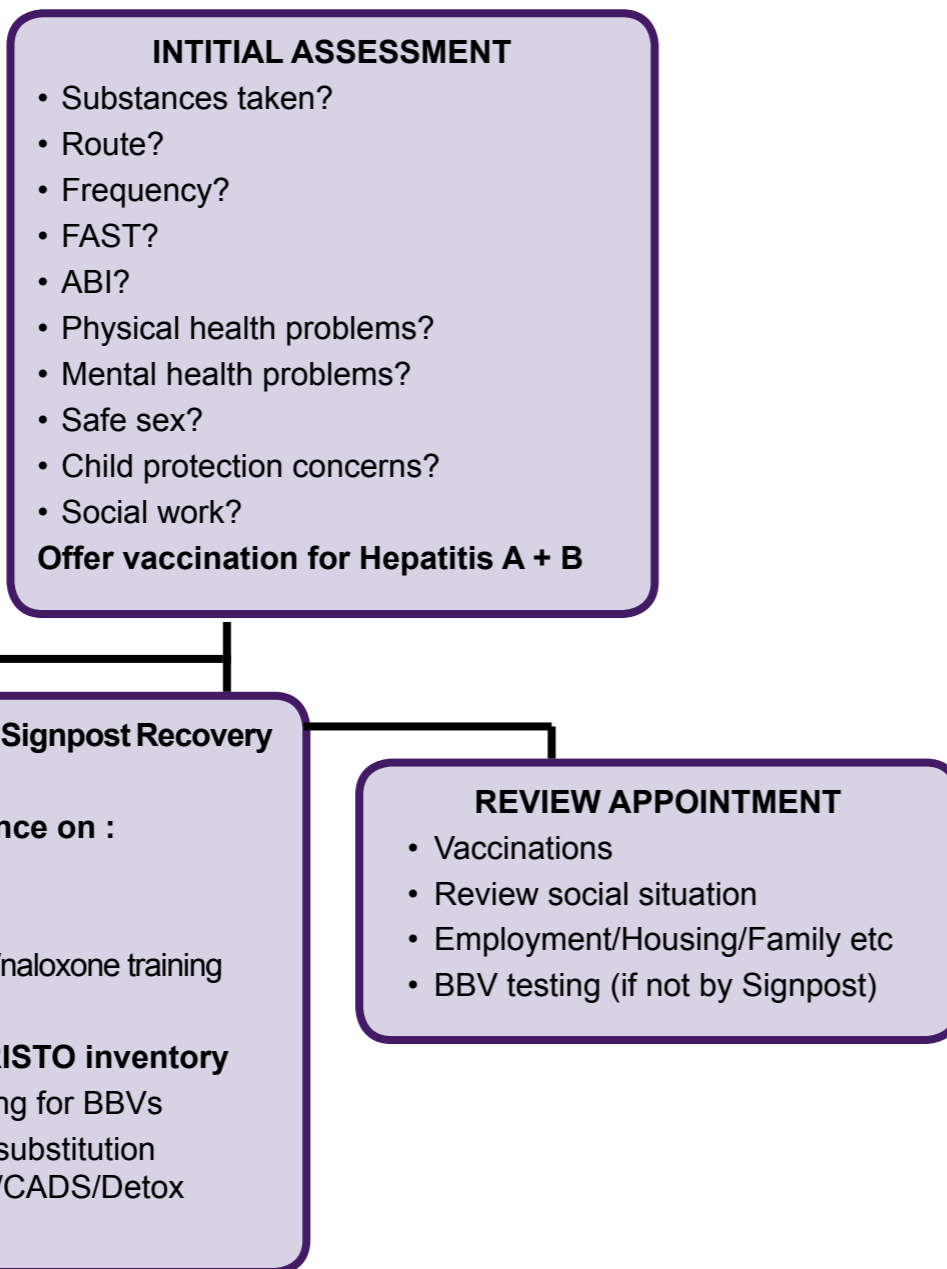 INTITIAL ASSESSMENT
• Substances taken?
• Route?
• Frequency?
• FAST?
• ABI?
• Physical health problems?
• Mental health problems?
• Safe sex?
• Child protection concerns?
• Social work?
Offer vaccination for Hepatitis A + B
Signpost Recovery
nce on :
/naloxone training
RISTO inventory
ng for BBVs
substitution
/CADS/Detox
REVIEW APPOINTMENT
• Vaccinations
• Review social situation
• Employment/Housing/Family etc
• BBV testing (if not by Signpost)